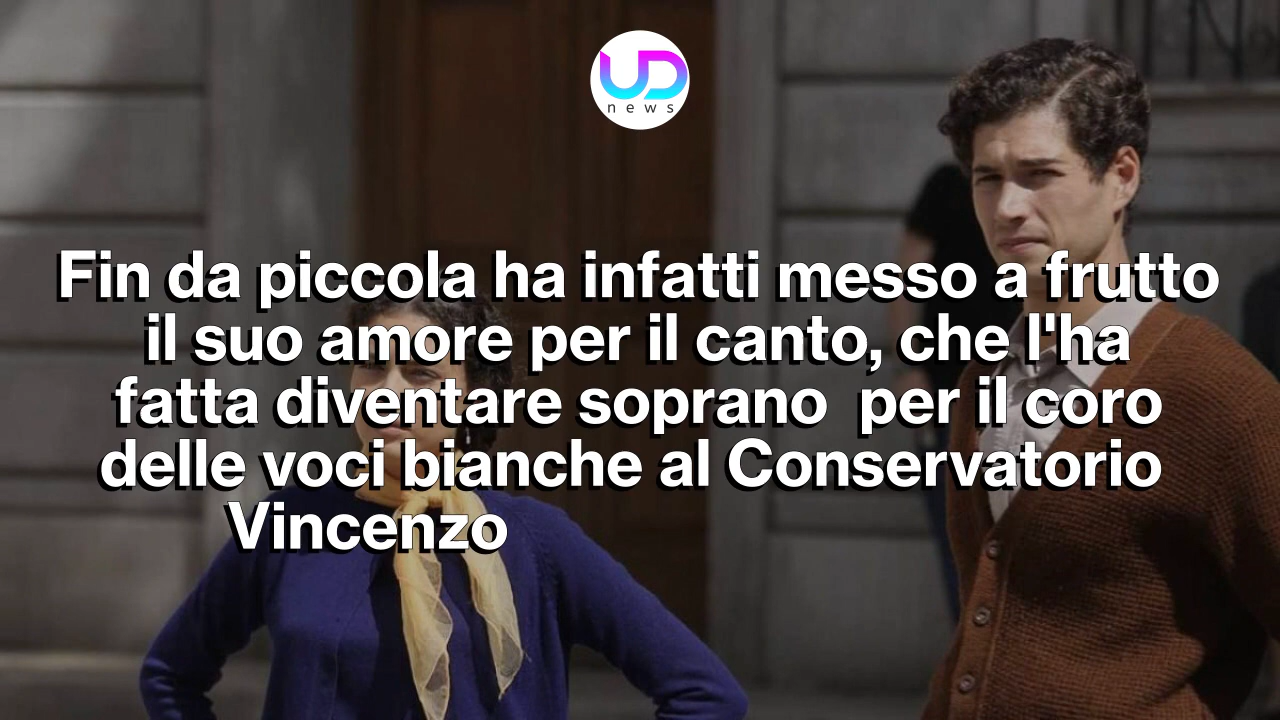 UD
news
Fin da piccola ha infatti messo a frutto
il suo amore per il canto, che l'ha
fatta diventare soprano  per il coro
delle voci bianche al Conservatorio
Vincenzo